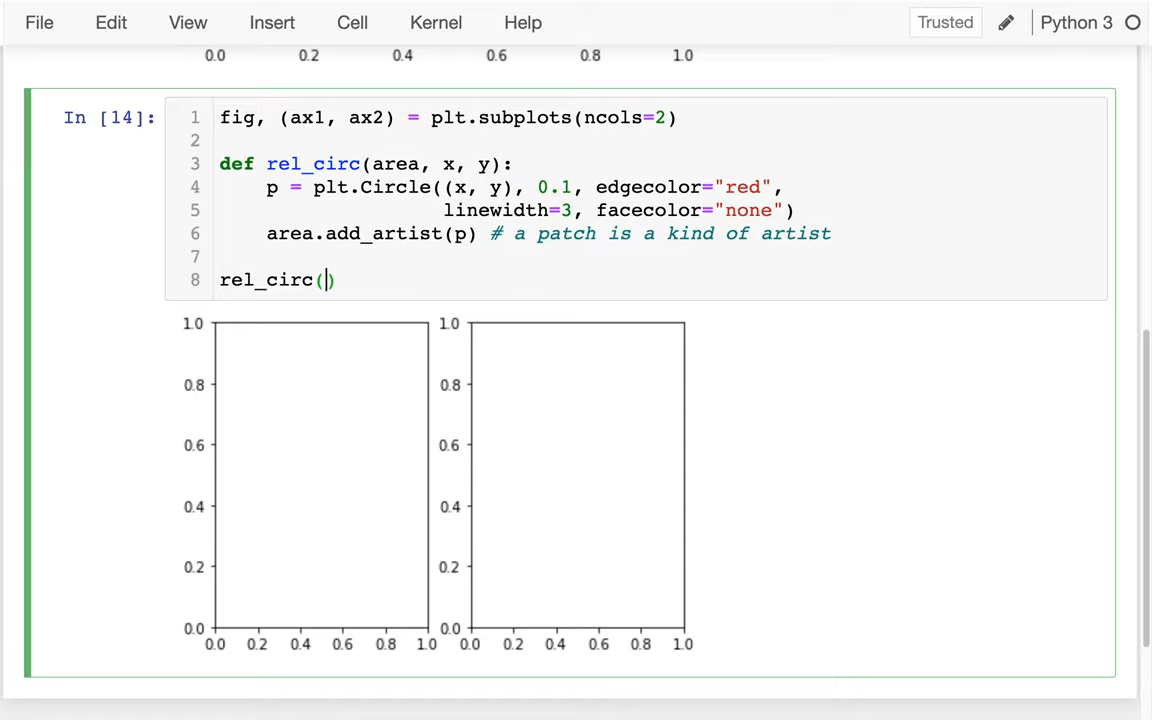 File Edit View Insert Cell Kernel Help Trusted Python 3
0.0 0.2 0.4 0.6 0.8 1.0
In [14]:
1 fig, (ax1, ax2) = plt.subplots(ncols=2)
2
3 def rel_circ(area, x, y):
4     p = plt.Circle((x, y), 0.1, edgecolor="red",
5                    linewidth=3, facecolor="none")
6     area.add_artist(p) # a patch is a kind of artist
7
8 rel_circ()
1.0 1.0
0.8 0.8
0.6 0.6
0.4 0.4
0.2 0.2
0.0 0.0
0.0 0.2 0.4 0.6 0.8 1.0 0.0 0.2 0.4 0.6 0.8 1.0